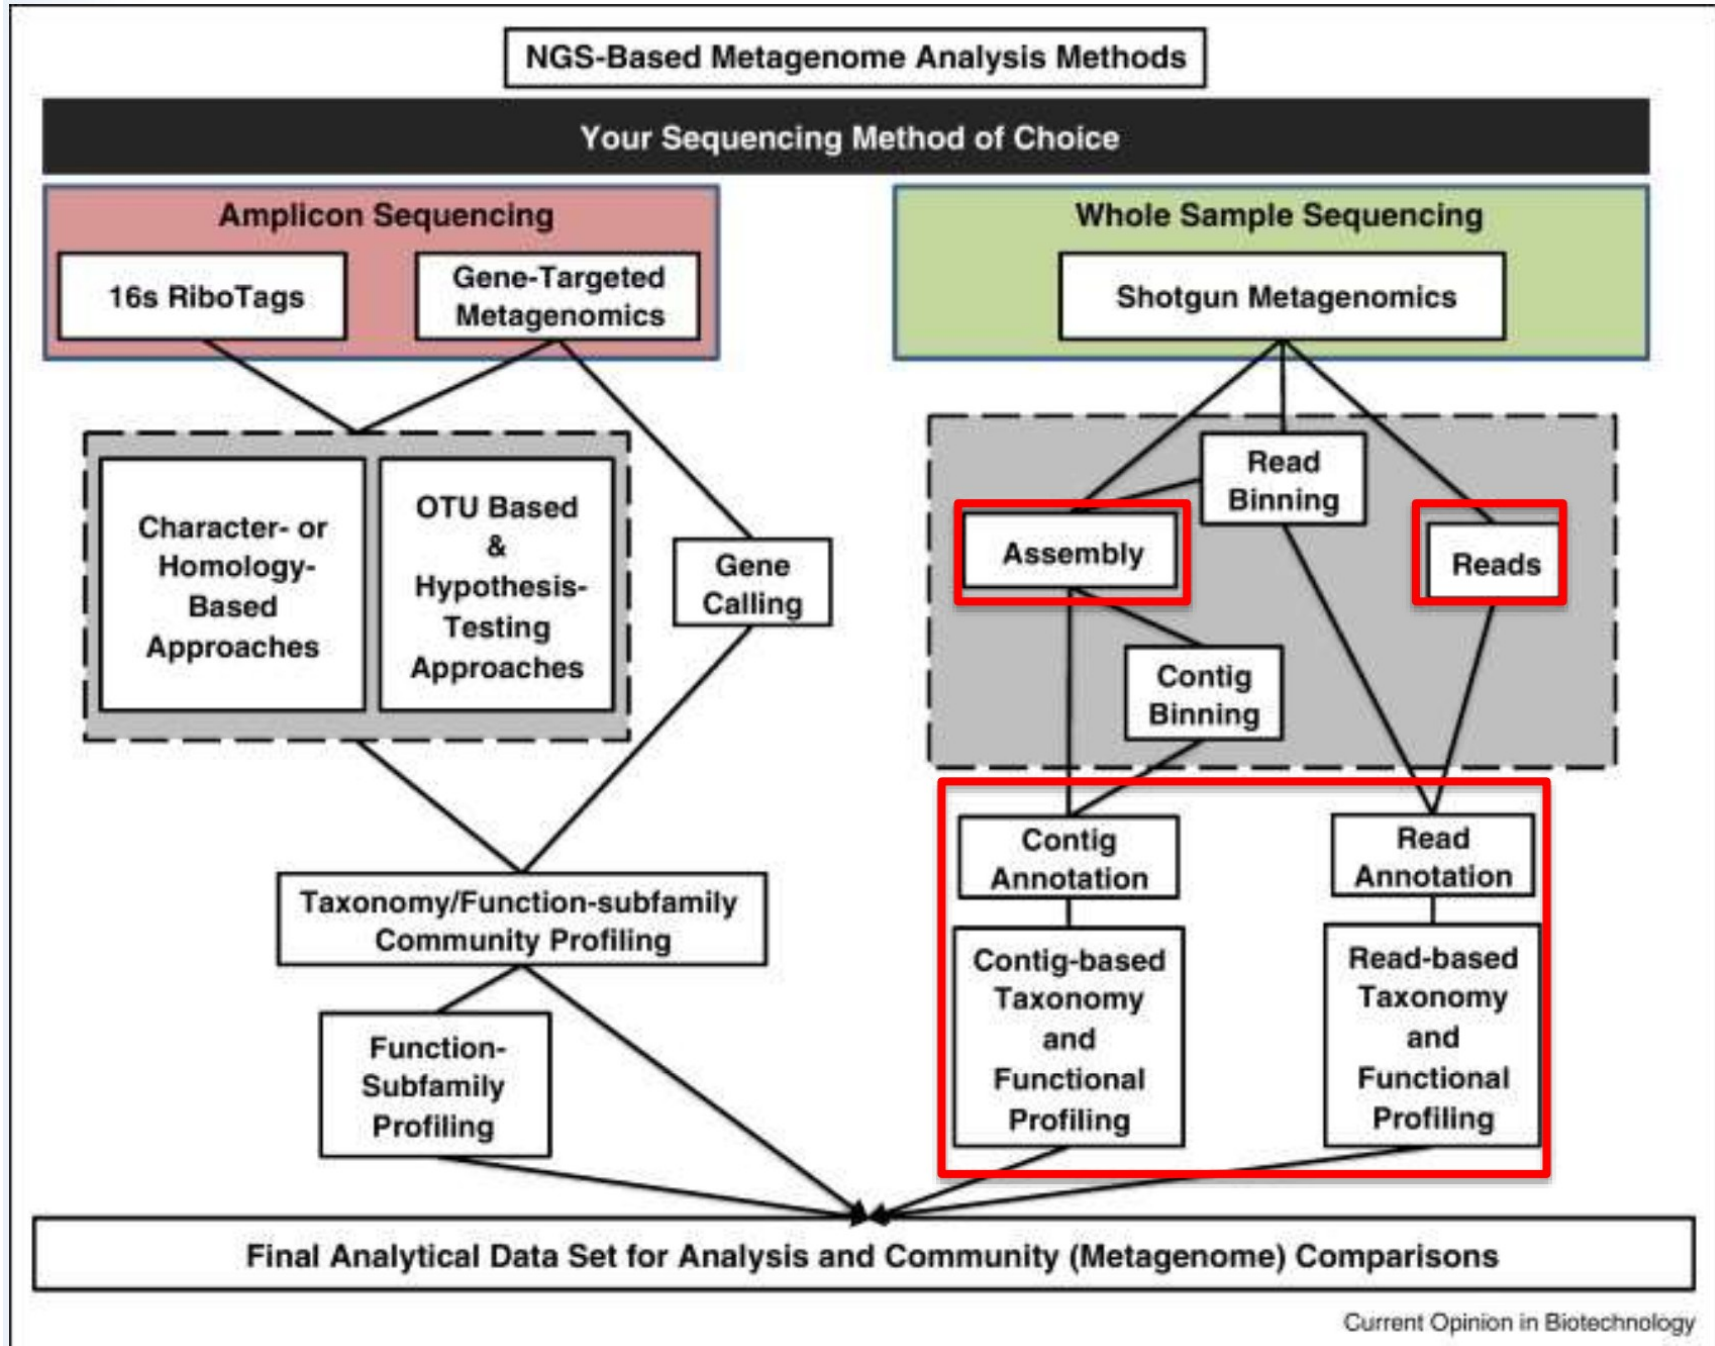 NGS-Based Metagenome Analysis Methods
Your Sequencing Method of Choice
Amplicon Sequencing
16s RiboTags
Gene-Targeted
Metagenomics
Whole Sample Sequencing
Shotgun Metagenomics
Character- or
Homology-
Based
Approaches
OTU Based
&
Hypothesis-
Testing
Approaches
Gene
Calling
Read
Binning
Assembly
Reads
Contig
Binning
Taxonomy/Function-subfamily
Community Profiling
Function-
Subfamily
Profiling
Contig
Annotation
Read
Annotation
Contig-based
Taxonomy
and
Functional
Profiling
Read-based
Taxonomy
and
Functional
Profiling
Final Analytical Data Set for Analysis and Community (Metagenome) Comparisons
Current Opinion in Biotechnology